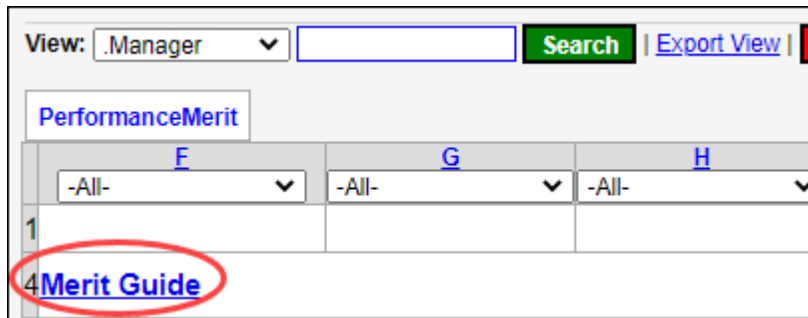 View: .Manager Search | Export View |
PerformanceMerit
F G H
-All- -All- -All-
1
4 Merit Guide